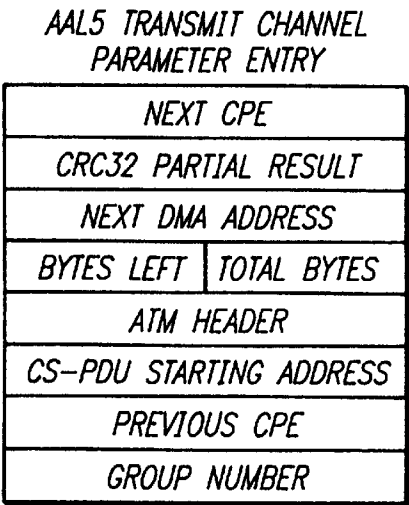 AAL5 TRANSMIT CHANNEL
PARAMETER ENTRY
NEXT CPE
CRC32 PARTIAL RESULT
NEXT DMA ADDRESS
BYTES LEFT TOTAL BYTES
ATM HEADER
CS-PDU STARTING ADDRESS
PREVIOUS CPE
GROUP NUMBER